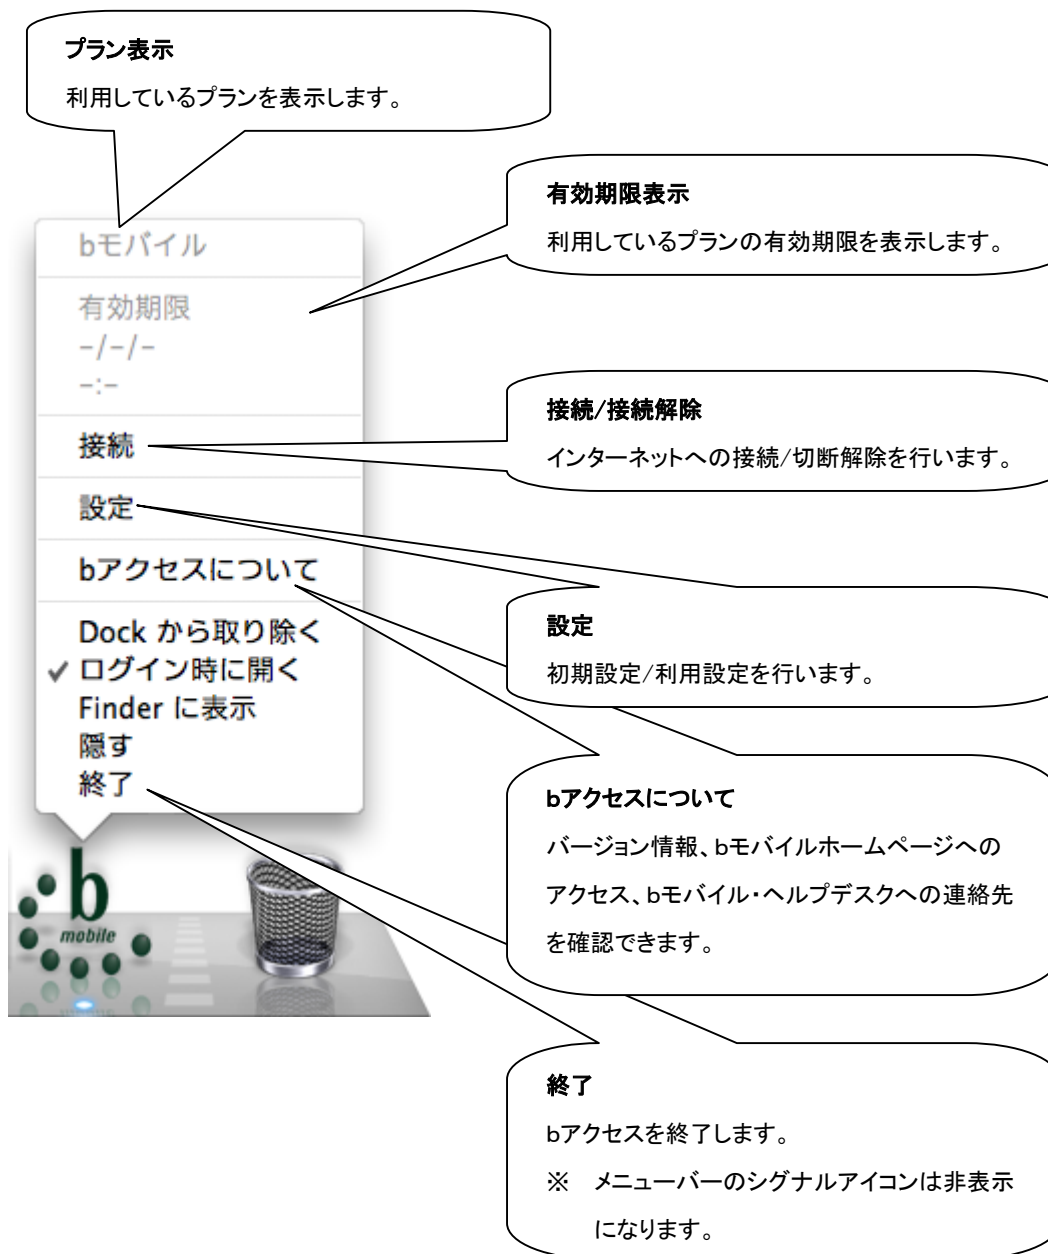 プラン表示
利用しているプランを表示します。
有効期限表示
利用しているプランの有効期限を表示します。
bモバイル
有効期限
-/-/-
-:-
接続
接続/接続解除
インターネットへの接続/切断解除を行います。
設定
bアクセスについて
Dock から取り除く
✓ ログイン時に開く
Finder に表示
隠す
終了
設定
初期設定/利用設定を行います。
bアクセスについて
バージョン情報、bモバイルホームページへの
アクセス、bモバイル・ヘルプデスクへの連絡先
を確認できます。
b
mobile
終了
bアクセスを終了します。
※ メニューバーのシグナルアイコンは非表示
になります。